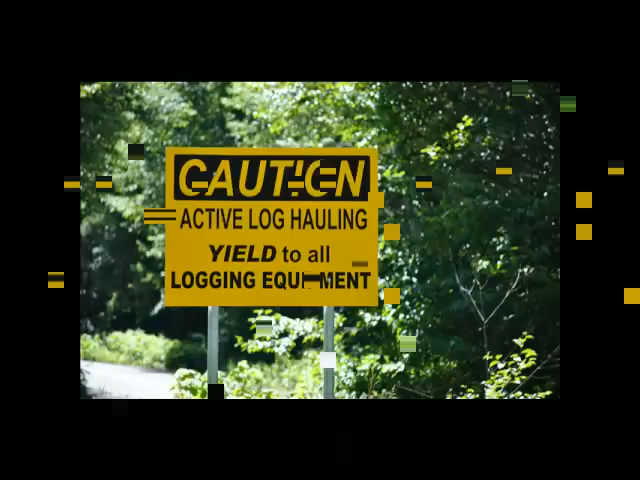 CAUTION
ACTIVE LOG HAULING
YIELD to all
LOGGING EQUIPMENT